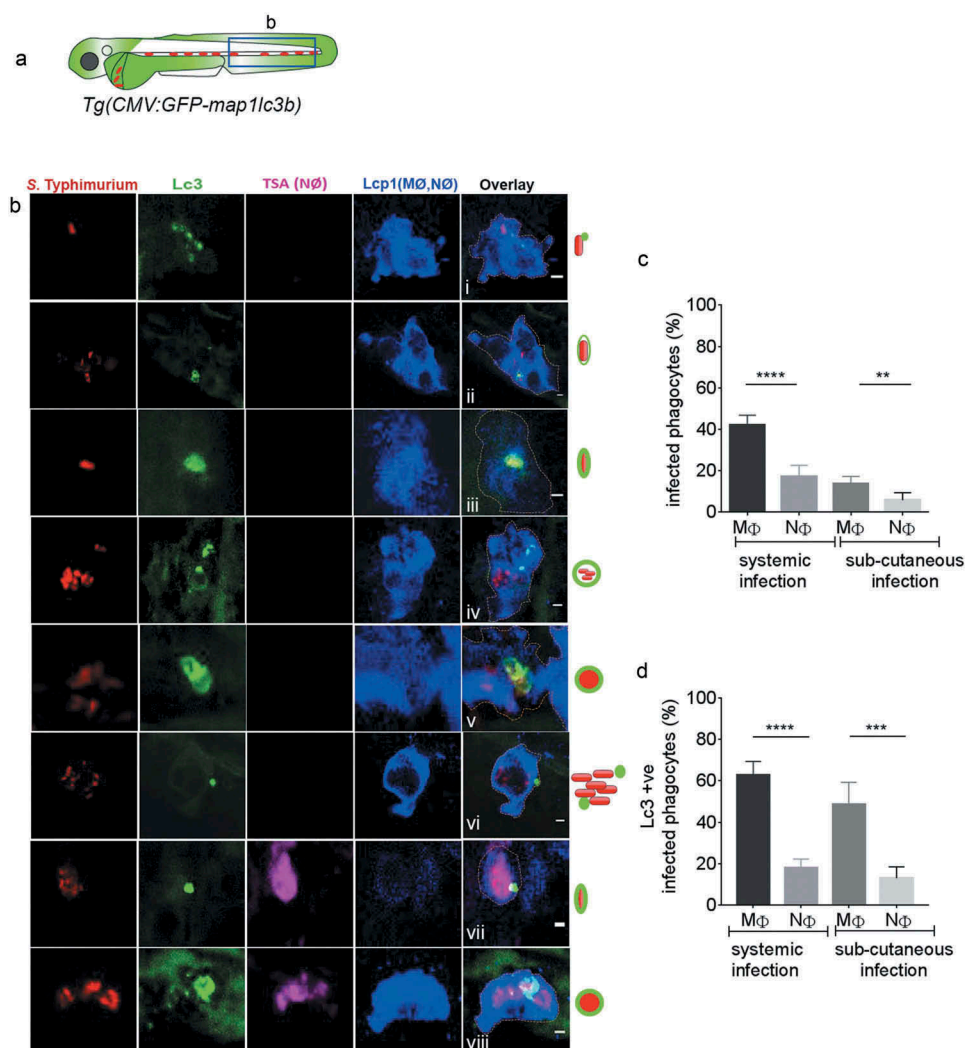 a
b
Tg(CMV:GFP-map1lc3b)
b
S. Typhimurium Lc3 TSA (NØ) Lcp1(MØ,NØ) Overlay
i
ii
iii
iv
v
vi
vii
viii
c
infected phagocytes (%)
100
80
60
40
20
0
****
**
MΦ NΦ MΦ NΦ
systemic infection
sub-cutaneous infection
d
Lc3 +ve
infected phagocytes (%)
100
80
60
40
20
0
****
***
MΦ NΦ MΦ NΦ
systemic infection
sub-cutaneous infection